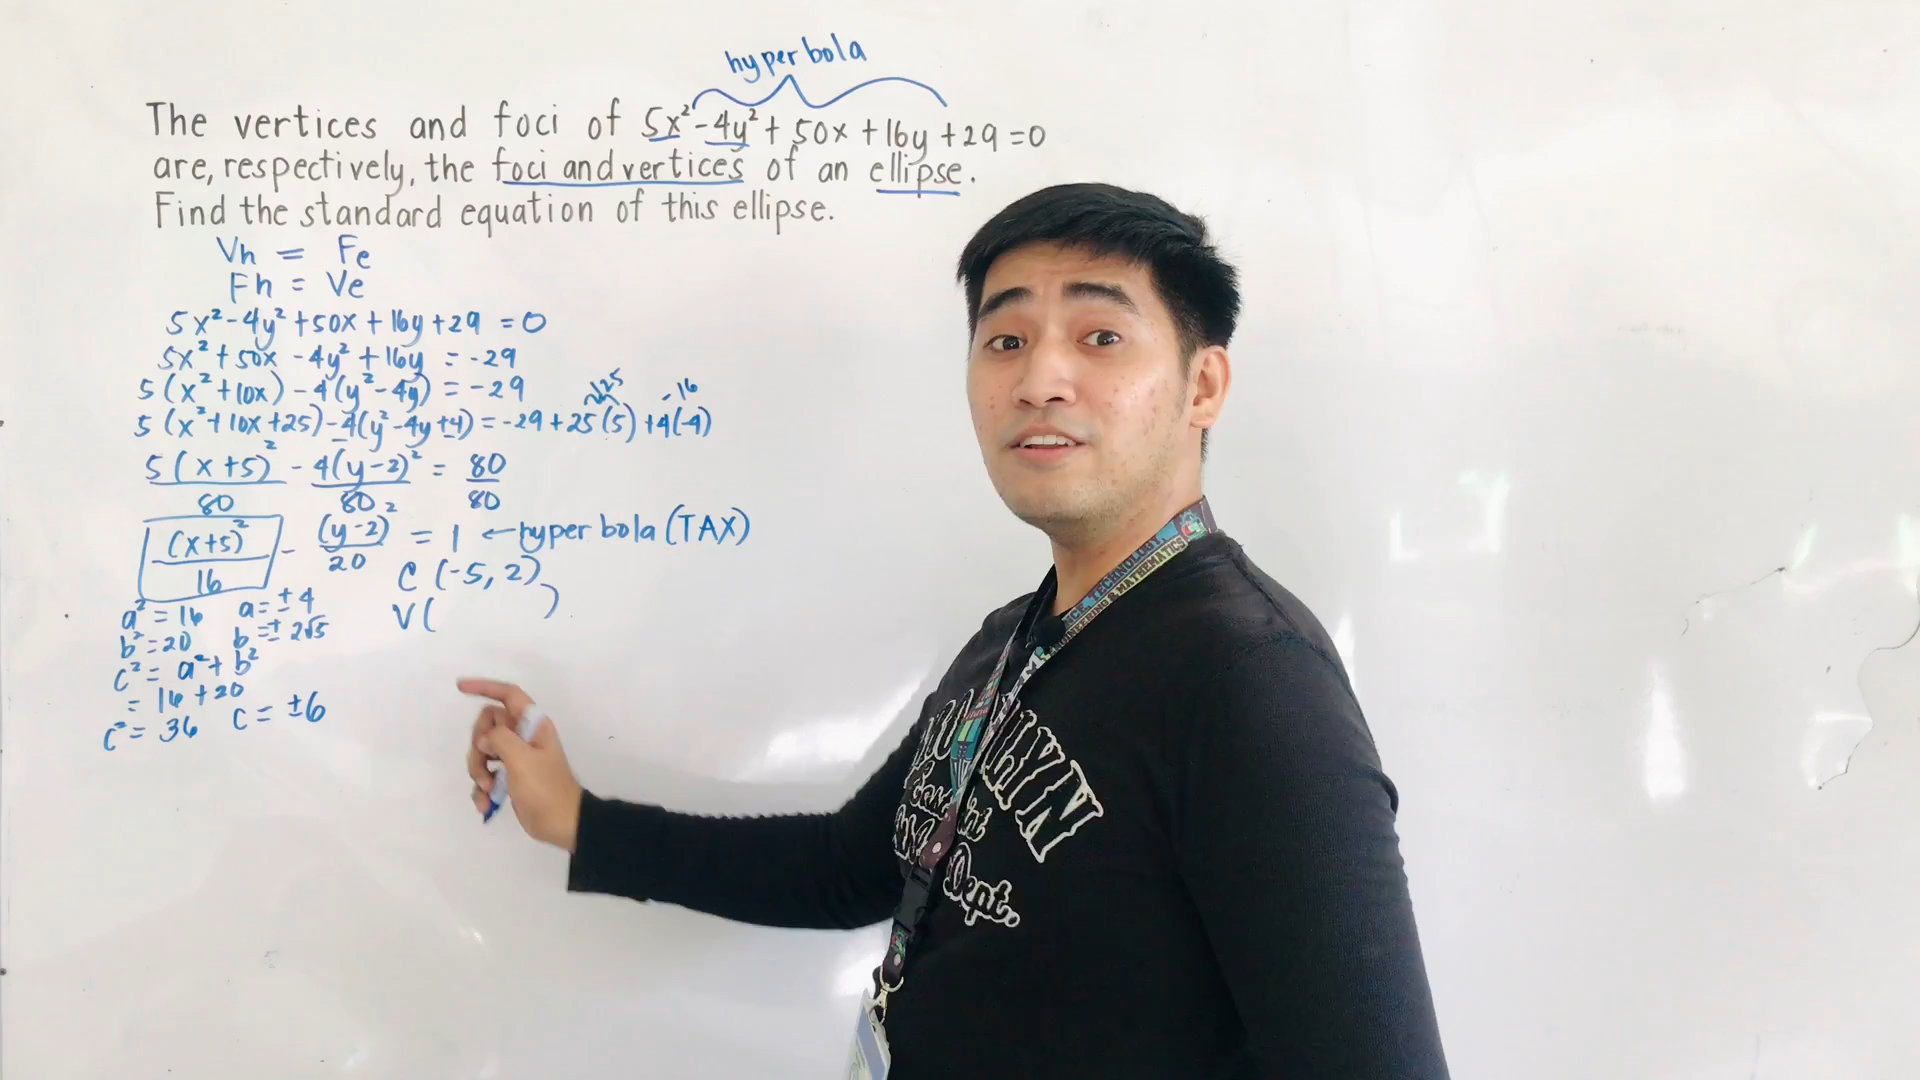 hyperbola
The vertices and foci of 5x² - 4y² + 50x + 16y + 29 = 0
are, respectively, the foci and vertices of an ellipse.
Find the standard equation of this ellipse.
Vh = Fe
Fh = Ve
5x² - 4y² + 50x + 16y + 29 = 0
5x² + 50x - 4y² + 16y = -29
5(x² + 10x) - 4(y² - 4y) = -29
125 -16
5(x² + 10x + 25) - 4(y² - 4y + 4) = -29 + 25(5) + 4(-4)
5(x+5)² - 4(y-2)² = 80
80 80 80
(x+5)² - (y-2)² = 1 ← hyperbola (TAX)
16 20
C (-5, 2)
a² = 16 a = ± 4 V( )
b² = 20 b = ± 2√5
c² = a² + b²
= 16 + 20
c² = 36 c = ±6
ENGINEERING & MATHEMATICS
Dept.